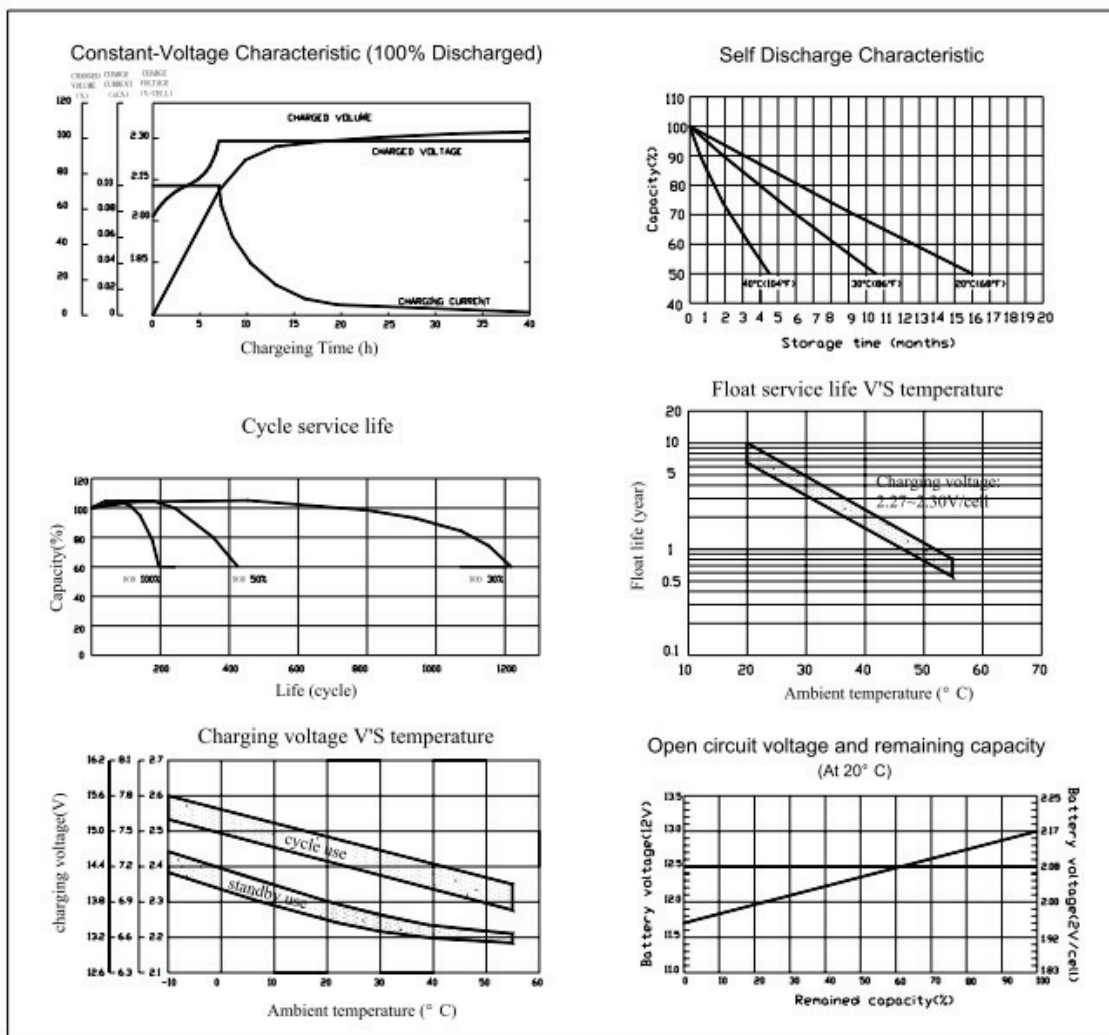 Constant-Voltage Characteristic (100% Discharged)
CHARGED CHARGE CHARGE
VOLUME CURRENT VOLTAGE
(%) (xCA) (V/CELL)
120
100
80
60
40
20
0
0.10
0.08
0.06
0.04
0.02
0
2.30
2.15
2.00
1.85
CHARGED VOLUME
CHARGED VOLTAGE
CHARGING CURRENT
0 5 10 15 20 25 30 35 40
Chargeing Time (h)
Self Discharge Characteristic
Capacity(%)
110
100
90
80
70
60
50
40
40°C(104°F) 30°C(86°F) 20°C(68°F)
0 1 2 3 4 5 6 7 8 9 10 11 12 13 14 15 16 17 18 19 20
Storage time (months)
Cycle service life
Capacity(%)
120
100
80
60
40
20
0
100% 50% 30%
200 400 600 800 1000 1200
Life (cycle)
Float service life V'S temperature
Float life (year)
20
10
5
1
0.5
0.1
Charging voltage:
2.27~2.30V/cell
10 20 30 40 50 60 70
Ambient temperature (° C)
Charging voltage V'S temperature
charging voltage(V)
16.2 8.1 2.7
15.6 7.8 2.6
15.0 7.5 2.5
14.4 7.2 2.4
13.8 6.9 2.3
13.2 6.6 2.2
12.6 6.3 2.1
cycle use
standby use
-10 0 10 20 30 40 50 60
Ambient temperature (° C)
Open circuit voltage and remaining capacity
(At 20° C)
Battery voltage(12V)
13.5
13.0
12.5
12.0
11.5
11.0
2.25
2.17
2.08
2.00
1.92
1.83
Battery voltage(2V/cell)
0 10 20 30 40 50 60 70 80 90 100
Remained capacity(%)